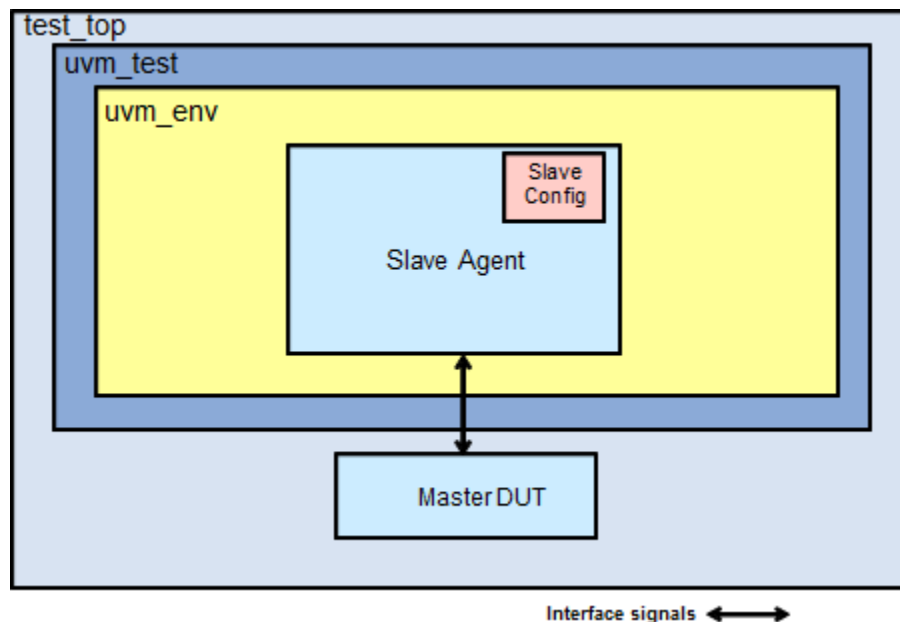 test_top
uvm_test
uvm_env
Slave
Config
Slave Agent
Master DUT
Interface signals